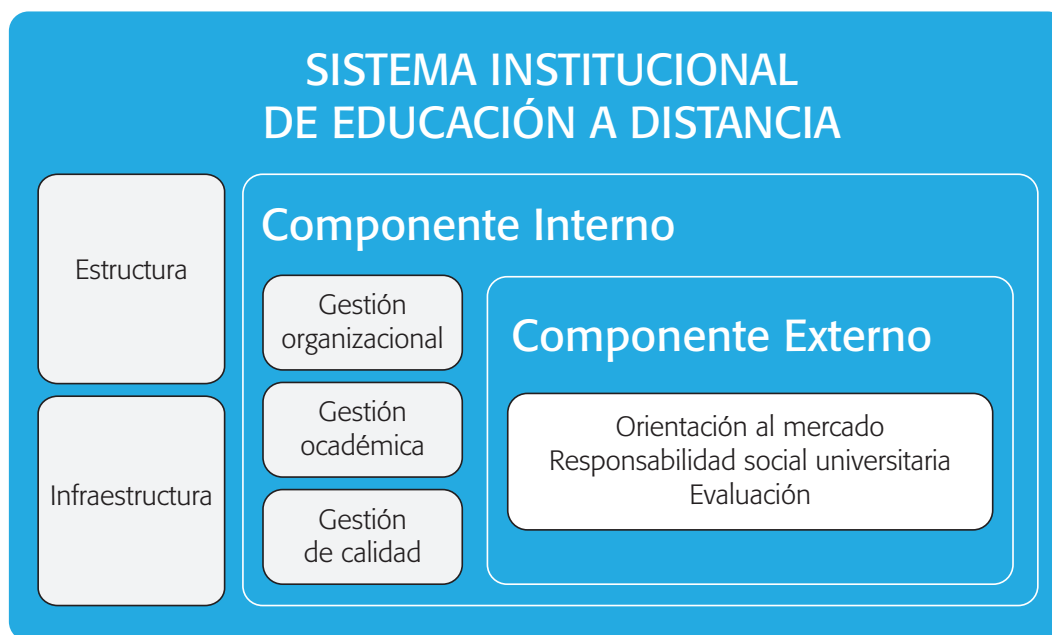 SISTEMA INSTITUCIONAL
DE EDUCACIÓN A DISTANCIA
Estructura
Infraestructura
Componente Interno
Gestión
organizacional
Gestión
ocadémica
Gestión
de calidad
Componente Externo
Orientación al mercado
Responsabilidad social universitaria
Evaluación